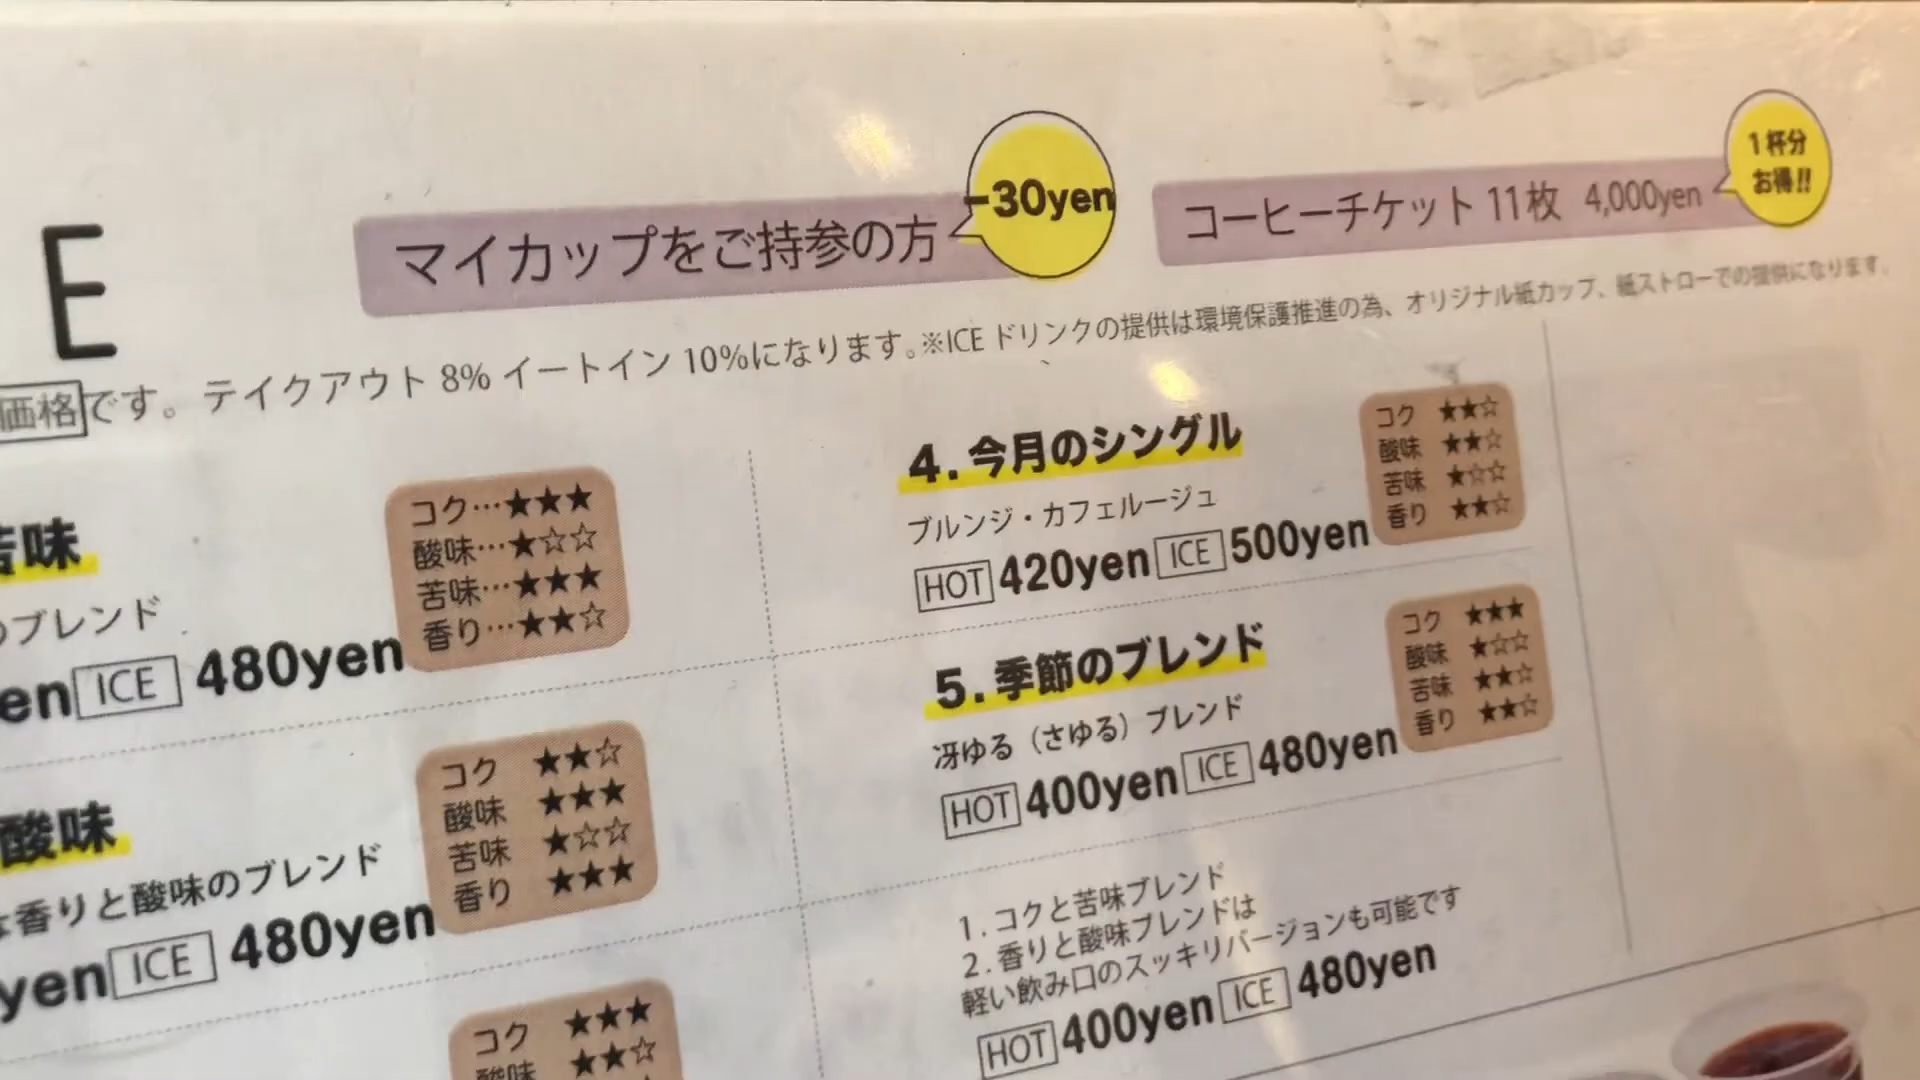 E
マイカップをご持参の方
-30yen
コーヒーチケット 11枚 4,000yen
1杯分
お得!!
価格です。テイクアウト 8% イートイン 10%になります。※ICE ドリンクの提供は環境保護推進の為、オリジナル紙カップ、紙ストローでの提供になります。
苦味
コク…★★★
酸味…★☆☆
苦味…★★★
香り…★★☆
のブレンド
en ICE 480yen
酸味
コク ★★☆
酸味 ★★★
苦味 ★☆☆
香り ★★★
な香りと酸味のブレンド
yen ICE 480yen
コク ★★★
酸味 ★★☆
4.今月のシングル
ブルンジ・カフェルージュ
HOT 420yen ICE 500yen
コク ★★☆
酸味 ★★☆
苦味 ★☆☆
香り ★★☆
5.季節のブレンド
冴ゆる（さゆる）ブレンド
HOT 400yen ICE 480yen
コク ★★★
酸味 ★☆☆
苦味 ★★☆
香り ★★☆
1.コクと苦味ブレンド
2.香りと酸味ブレンドは
軽い飲み口のスッキリバージョンも可能です
HOT 400yen ICE 480yen